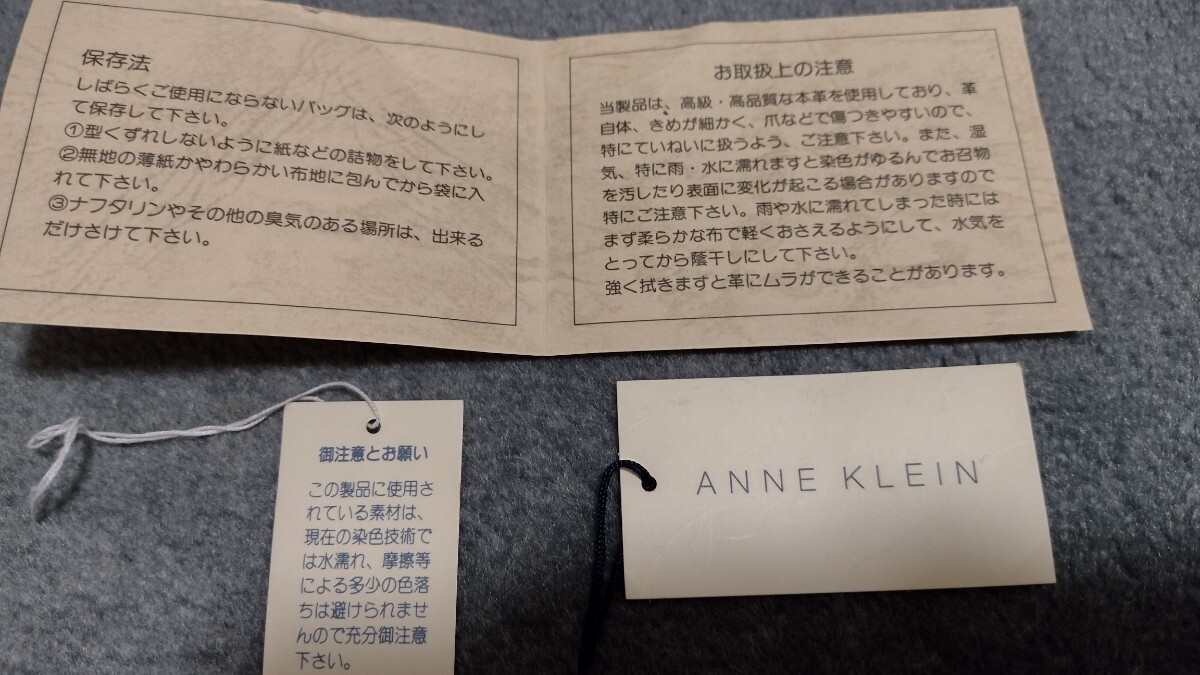 保存法
しばらくご使用にならないバッグは、次のようにし
て保存して下さい。
①型くずれしないように紙などの詰物をして下さい。
②無地の薄紙かやわらかい布地に包んでから袋に入
れて下さい。
③ナフタリンやその他の臭気のある場所は、出来る
だけさけて下さい。
お取扱上の注意
当製品は、高級・高品質な本革を使用しており、革
自体、きめが細かく、爪などで傷つきやすいので、
特にていねいに扱うよう、ご注意下さい。また、湿
気、特に雨・水に濡れますと染色がゆるんでお召物
を汚したり表面に変化が起こる場合がありますので
特にご注意下さい。雨や水に濡れてしまった時には
まず柔らかな布で軽くおさえるようにして、水気を
とってから蔭干しにして下さい。
強く拭きますと革にムラができることがあります。
御注意とお願い
この製品に使用さ
れている素材は、
現在の染色技術で
は水濡れ、摩擦等
による多少の色落
ちは避けられませ
んので充分御注意
下さい。
ANNE KLEIN